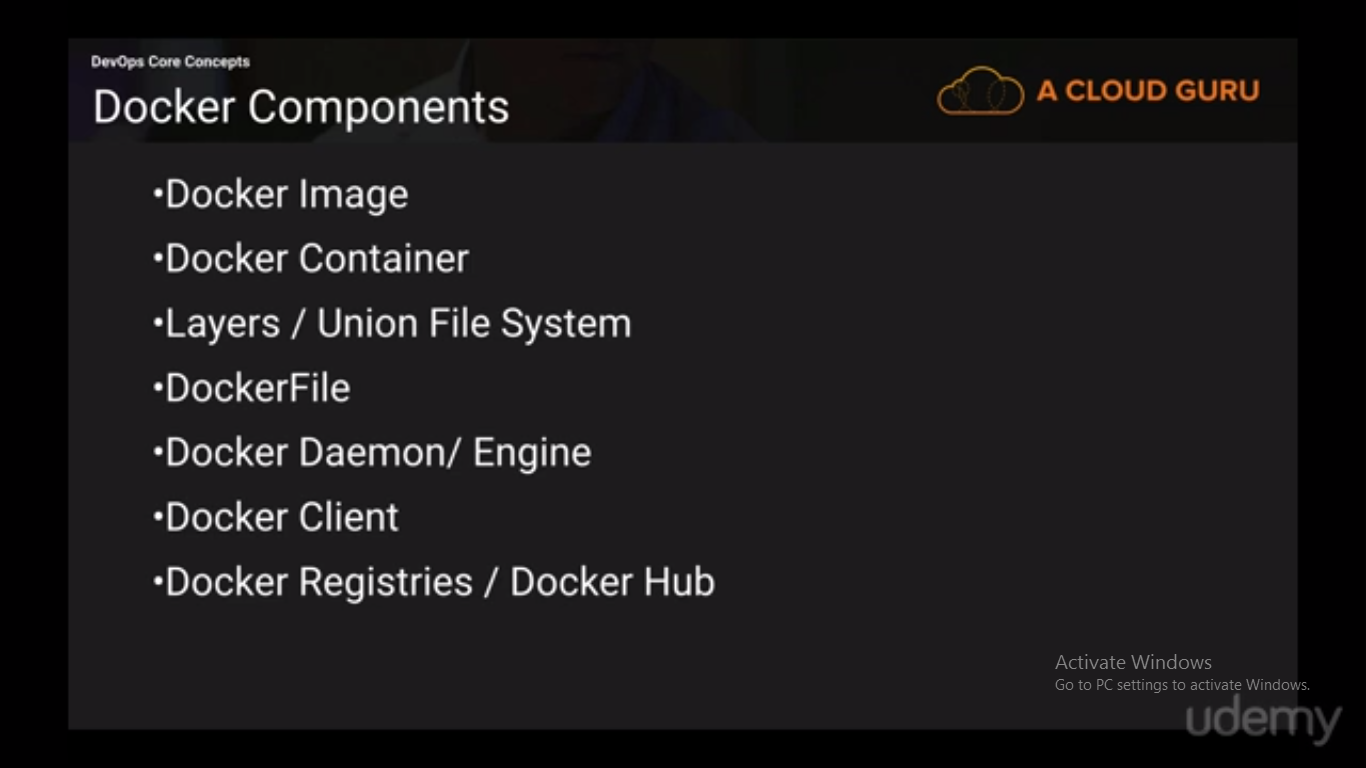 DevOps Core Concepts
Docker Components
A CLOUD GURU
•Docker Image
•Docker Container
•Layers / Union File System
•DockerFile
•Docker Daemon/ Engine
•Docker Client
•Docker Registries / Docker Hub
Activate Windows
Go to PC settings to activate Windows.
udemy